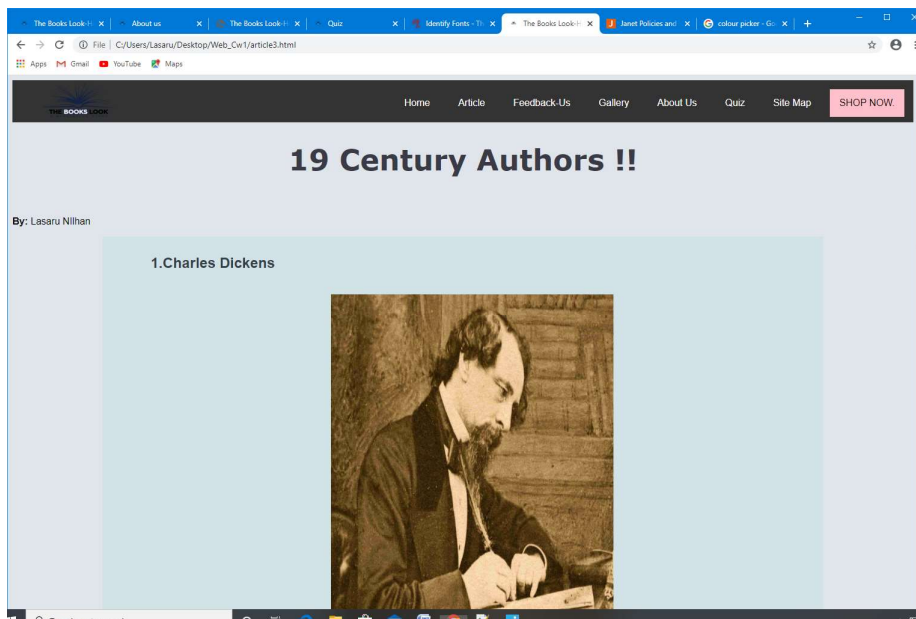 The Books Look-H
About us
The Books Look-H
Quiz
Identify Fonts - Th
The Books Look-H
Janet Policies and
colour picker - Go
File C:/Users/Lasaru/Desktop/Web_Cw1/article3.html
Apps Gmail YouTube Maps
THE BOOKS LOOK
Home Article Feedback-Us Gallery About Us Quiz Site Map SHOP NOW.
19 Century Authors !!
By: Lasaru NIlhan
1.Charles Dickens